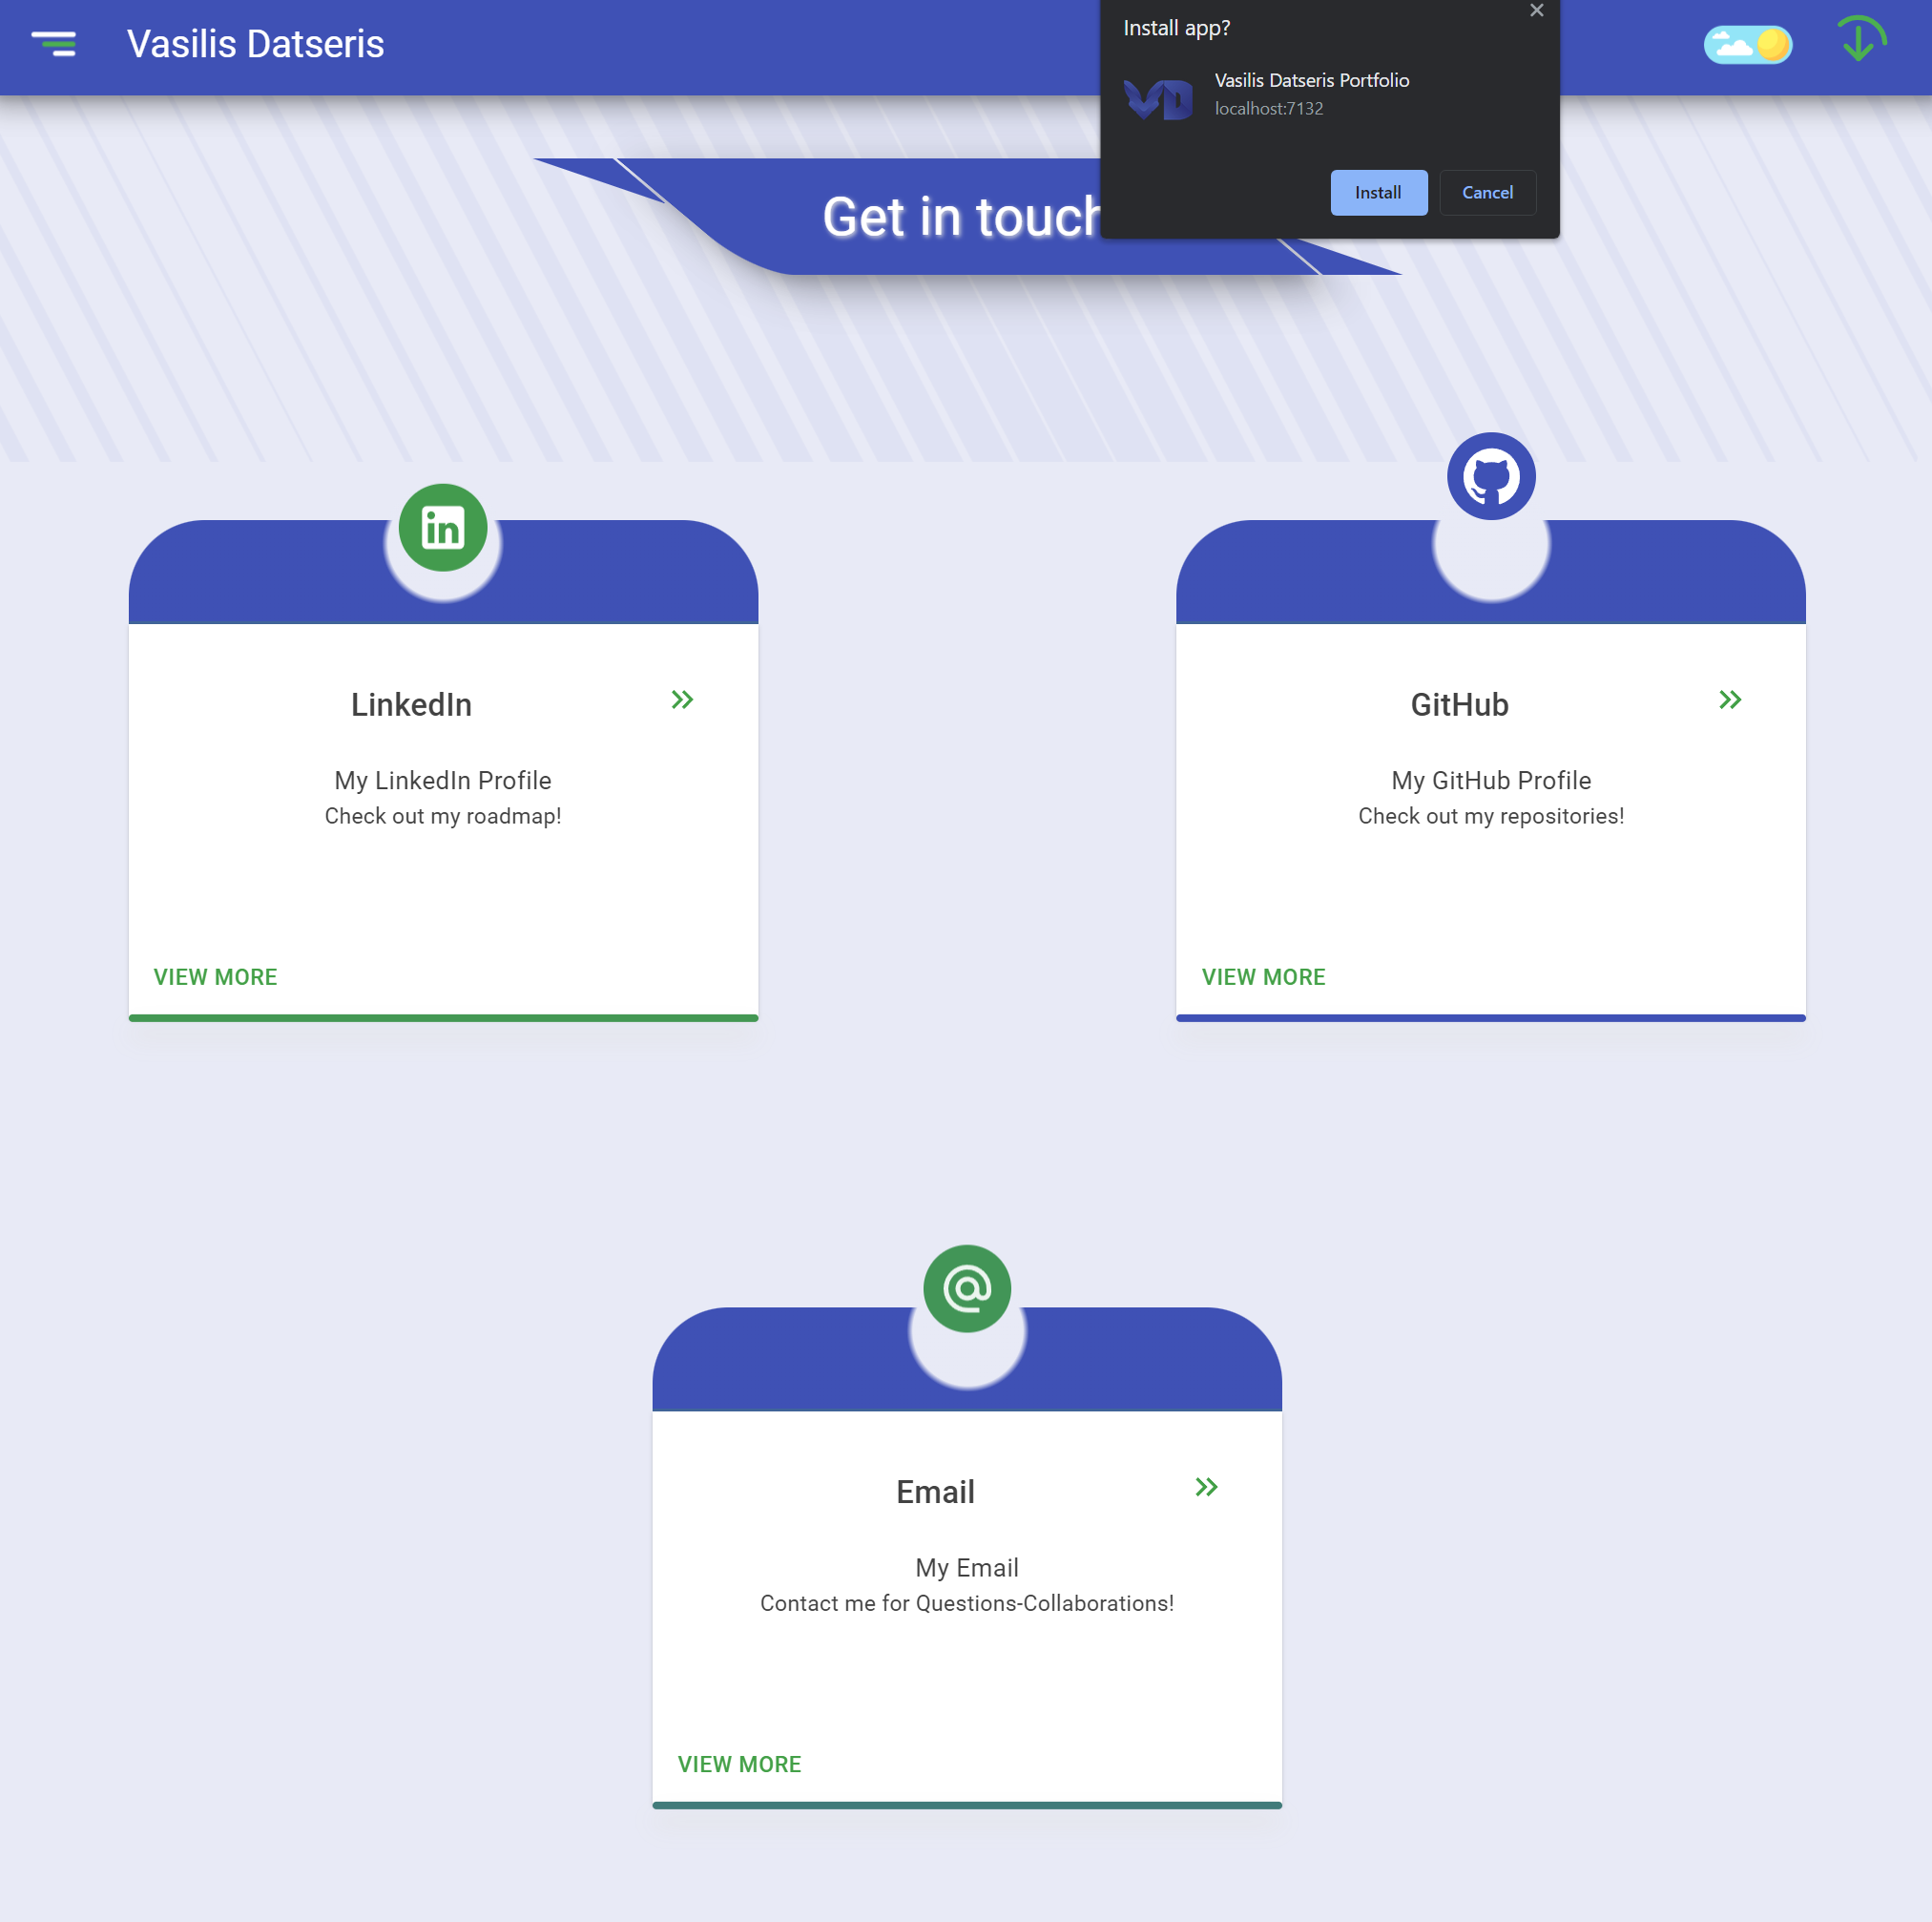 Vasilis Datseris
Install app?
Vasilis Datseris Portfolio
localhost:7132
Install
Cancel
Get in touch
in
LinkedIn
My LinkedIn Profile
Check out my roadmap!
VIEW MORE
GitHub
My GitHub Profile
Check out my repositories!
VIEW MORE
@
Email
My Email
Contact me for Questions-Collaborations!
VIEW MORE